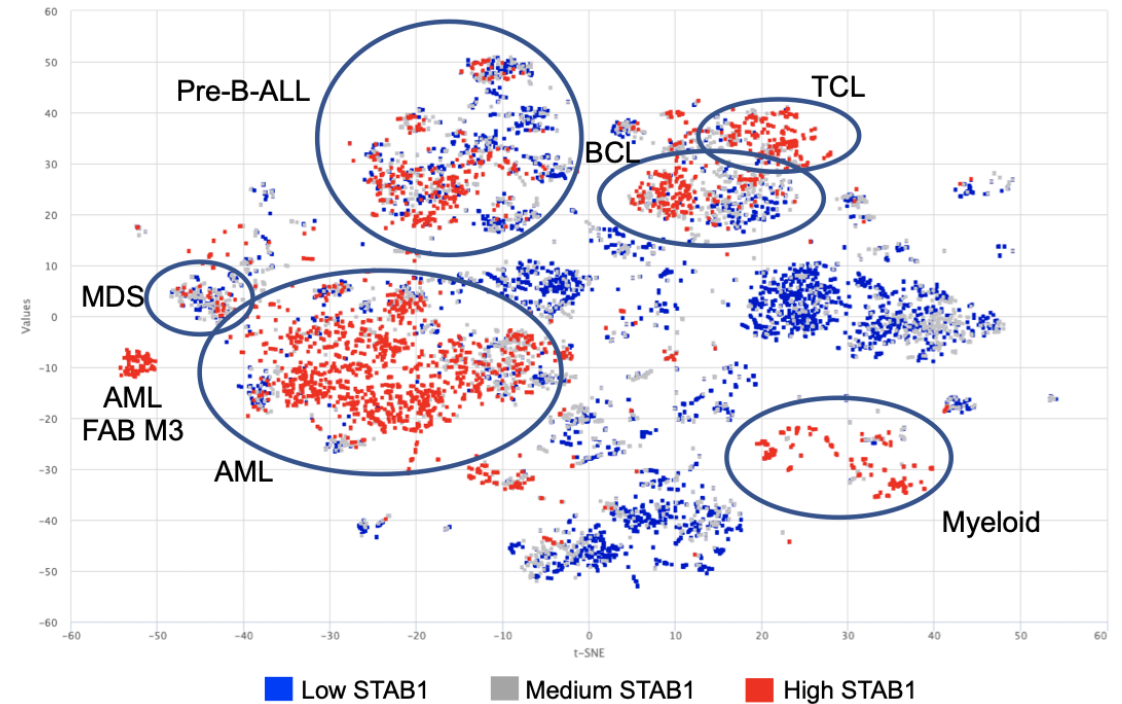 60
50
40
30
20
10
0
−10
−20
−30
−40
−50
−60
Values
Pre-B-ALL
TCL
BCL
MDS
AML
FAB M3
AML
Myeloid
−60 −50 −40 −30 −20 −10 0 10 20 30 40 50 60
t-SNE
Low STAB1 Medium STAB1 High STAB1